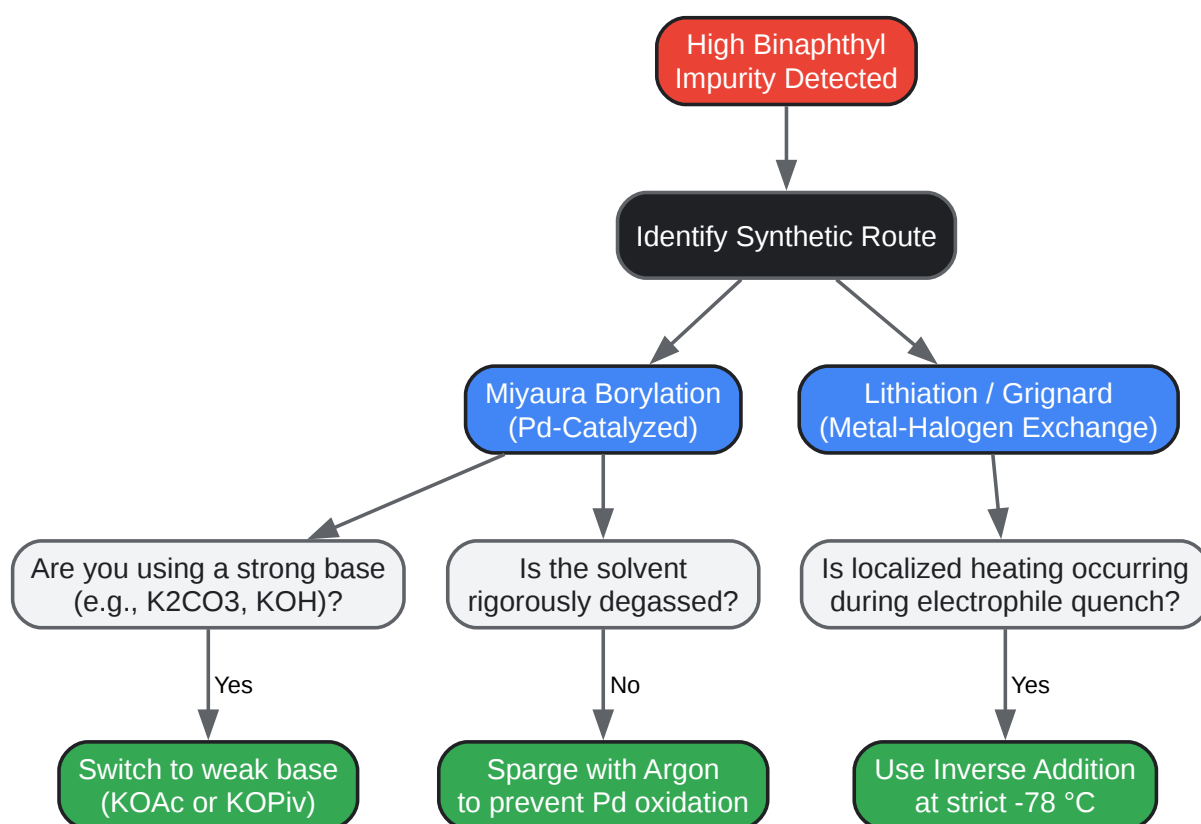 High Binaphthyl
Impurity Detected
Identify Synthetic Route
Miyaura Borylation
(Pd-Catalyzed)
Lithiation / Grignard
(Metal-Halogen Exchange)
Are you using a strong base
(e.g., K2CO3, KOH)?
Is the solvent
rigorously degassed?
Is localized heating occurring
during electrophile quench?
Yes
No
Yes
Switch to weak base
(KOAc or KOPiv)
Sparge with Argon
to prevent Pd oxidation
Use Inverse Addition
at strict -78 °C